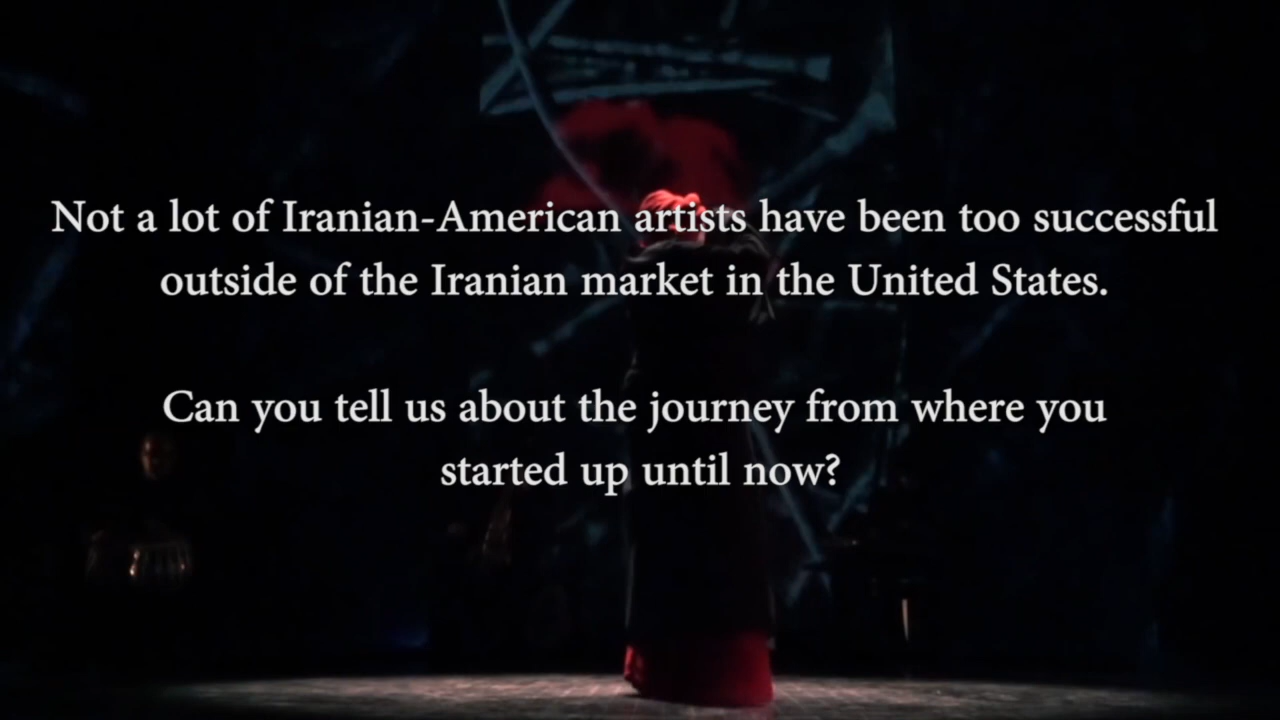 Not a lot of Iranian-American artists have been too successful
outside of the Iranian market in the United States.
Can you tell us about the journey from where you
started up until now?